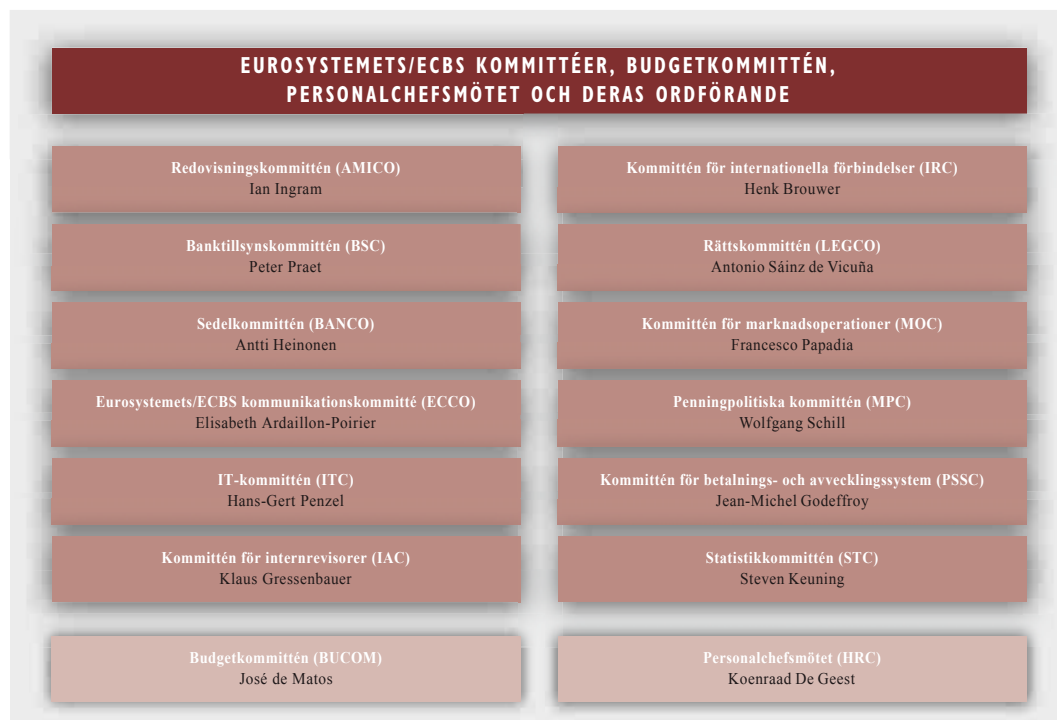 EUROSYSTEMETS/ECBS KOMMITTÉER, BUDGETKOMMITTÉN,
PERSONALCHEFSMÖTET OCH DERAS ORDFÖRANDE
Redovisningskommittén (AMICO)
Ian Ingram
Banktillsynskommittén (BSC)
Peter Praet
Sedelkommittén (BANCO)
Antti Heinonen
Eurosystemets/ECBS kommunikationskommitté (ECCO)
Elisabeth Ardaillon-Poirier
IT-kommittén (ITC)
Hans-Gert Penzel
Kommittén för internrevisorer (IAC)
Klaus Gressenbauer
Budgetkommittén (BUCOM)
José de Matos
Kommittén för internationella förbindelser (IRC)
Henk Brouwer
Rättskommittén (LEGCO)
Antonio Sáinz de Vicuña
Kommittén för marknadsoperationer (MOC)
Francesco Papadia
Penningpolitiska kommittén (MPC)
Wolfgang Schill
Kommittén för betalnings- och avvecklingssystem (PSSC)
Jean-Michel Godeffroy
Statistikkommittén (STC)
Steven Keuning
Personalchefsmötet (HRC)
Koenraad De Geest